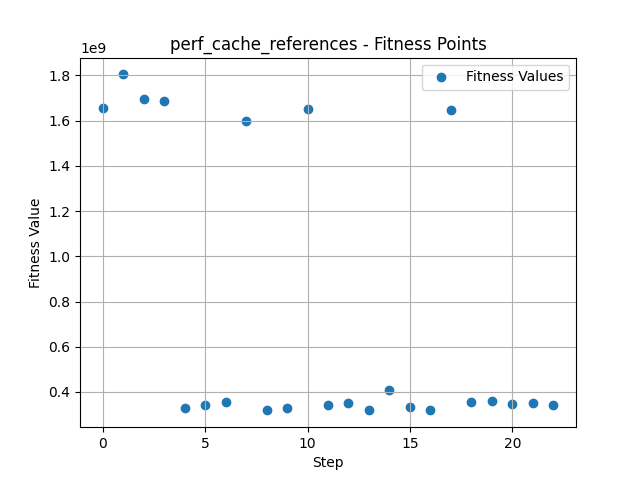 perf_cache_references - Fitness Points
1e9
Fitness Values
1.8
1.6
1.4
1.2
1.0
0.8
0.6
0.4
Fitness Value
0 5 10 15 20
Step